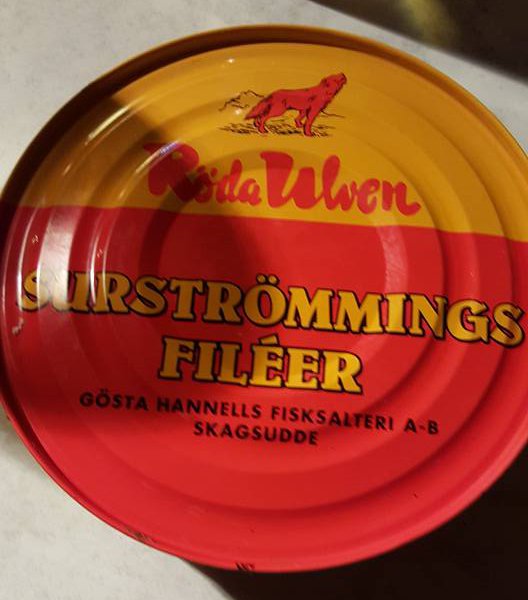 Röda Ulven
SURSTRÖMMINGS
FILÉER
GÖSTA HANNELLS FISKSALTERI A-B
SKAGSUDDE